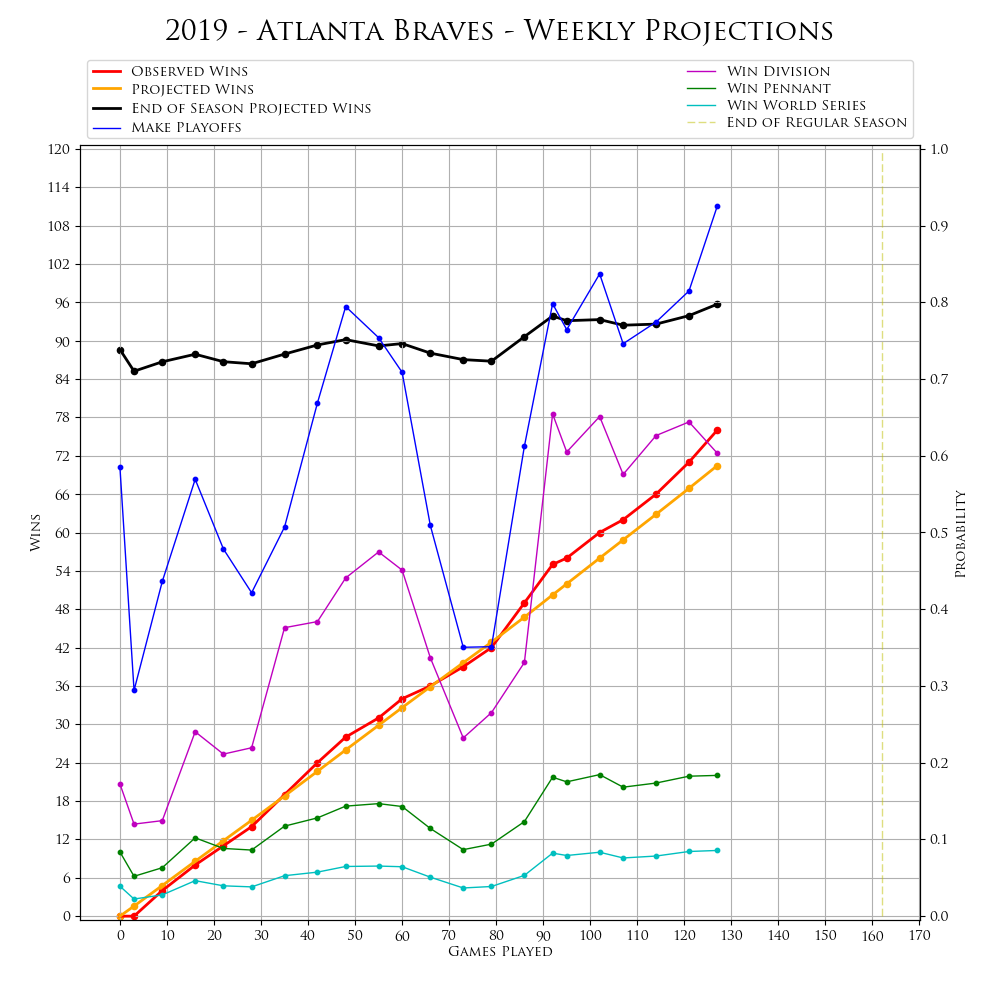 2019 - Atlanta Braves - Weekly Projections
Observed Wins
Projected Wins
End of Season Projected Wins
Make Playoffs
Win Division
Win Pennant
Win World Series
End of Regular Season
120
114
108
102
96
90
84
78
72
66
60
54
48
42
36
30
24
18
12
6
0
Wins
1.0
0.9
0.8
0.7
0.6
0.5
0.4
0.3
0.2
0.1
0.0
Probability
0 10 20 30 40 50 60 70 80 90 100 110 120 130 140 150 160 170
Games Played